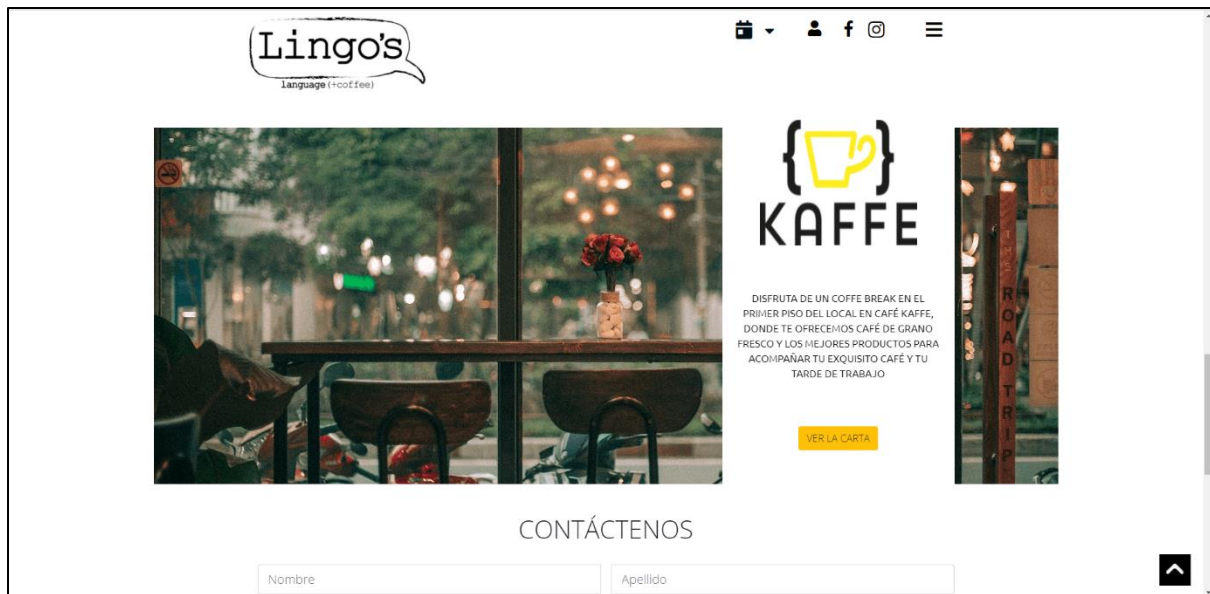 Lingo's
language(+coffee)
{ }
KAFFE
DISFRUTA DE UN COFFE BREAK EN EL
PRIMER PISO DEL LOCAL EN CAFÉ KAFFE,
DONDE TE OFRECEMOS CAFÉ DE GRANO
FRESCO Y LOS MEJORES PRODUCTOS PARA
ACOMPAÑAR TU EXQUISITO CAFÉ Y TU
TARDE DE TRABAJO
VER LA CARTA
THE ROAD TRIP
CONTÁCTENOS
Nombre
Apellido